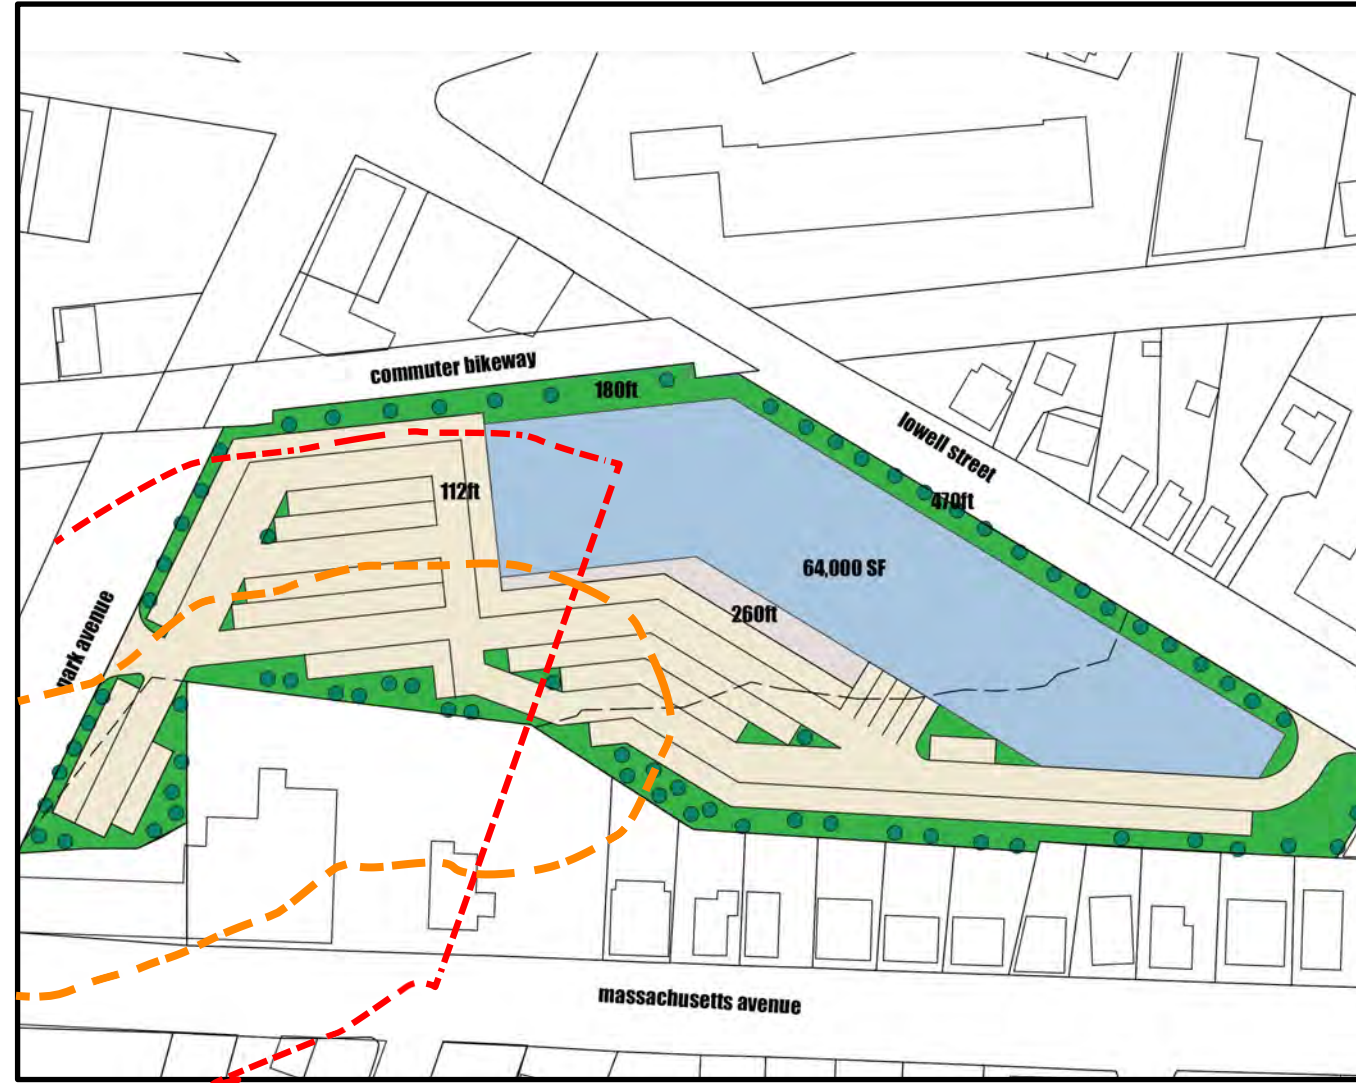 commuter bikeway
180ft
lowell street
112ft
470ft
64,000 SF
260ft
park avenue
massachusetts avenue